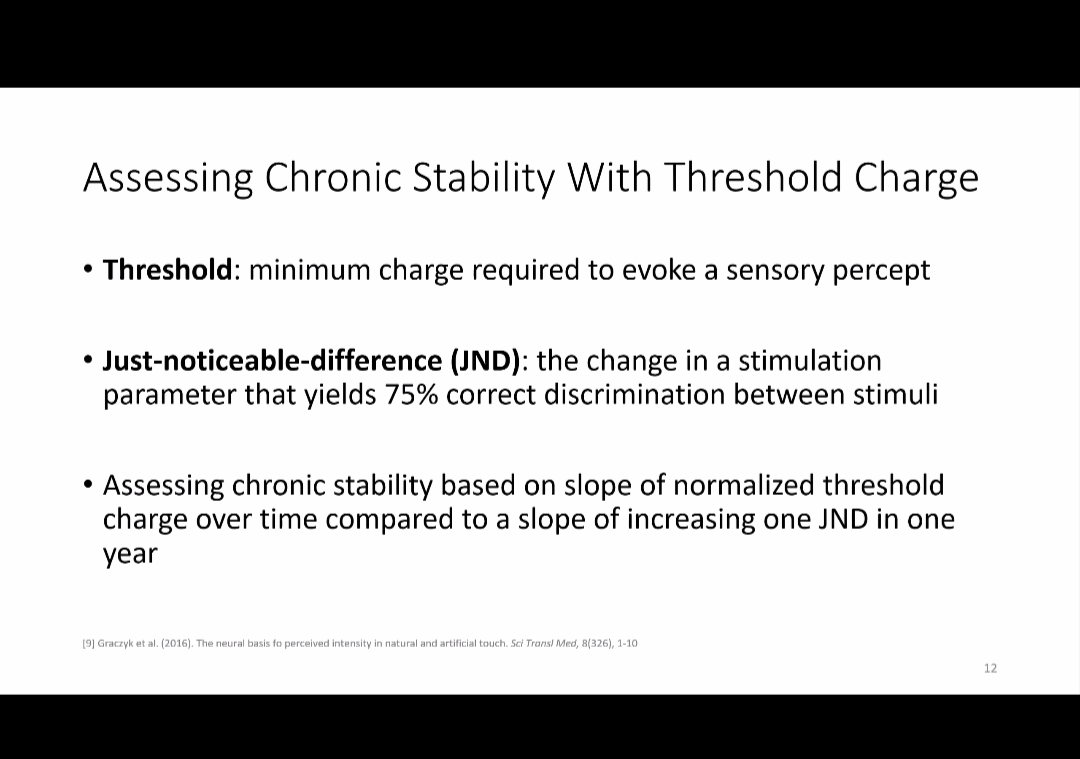 Assessing Chronic Stability With Threshold Charge
• Threshold: minimum charge required to evoke a sensory percept
• Just-noticeable-difference (JND): the change in a stimulation
parameter that yields 75% correct discrimination between stimuli
• Assessing chronic stability based on slope of normalized threshold
charge over time compared to a slope of increasing one JND in one
year
[9] Graczyk et al. (2016). The neural basis fo perceived intensity in natural and artificial touch. Sci Transl Med, 8(326), 1-10
12